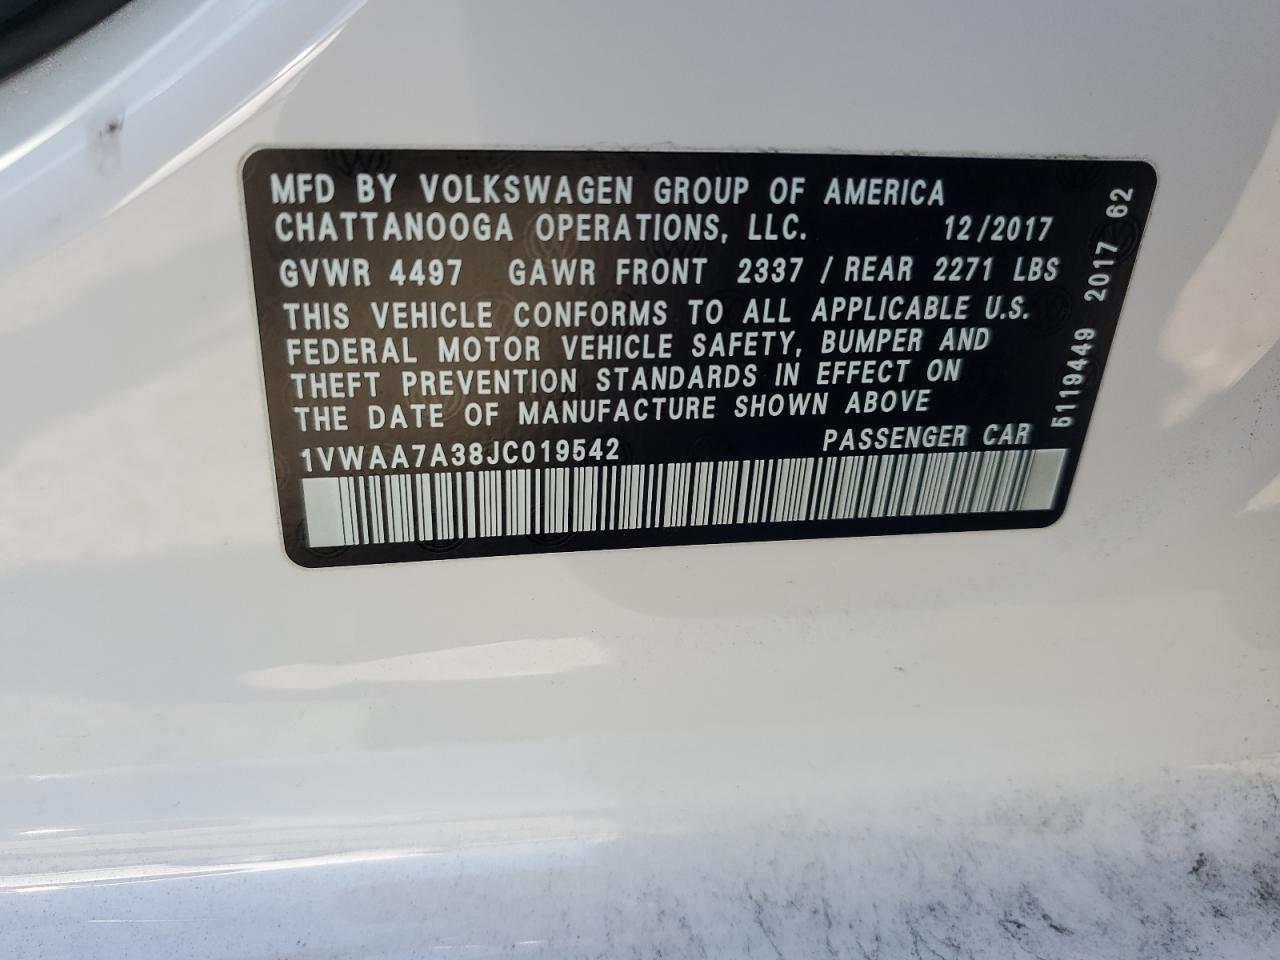 MFD BY VOLKSWAGEN GROUP OF AMERICA
CHATTANOOGA OPERATIONS, LLC. 12/2017
GVWR 4497 GAWR FRONT 2337 / REAR 2271 LBS
THIS VEHICLE CONFORMS TO ALL APPLICABLE U.S.
FEDERAL MOTOR VEHICLE SAFETY, BUMPER AND
THEFT PREVENTION STANDARDS IN EFFECT ON
THE DATE OF MANUFACTURE SHOWN ABOVE
1VWAA7A38JC019542 PASSENGER CAR
5119449 2017 62